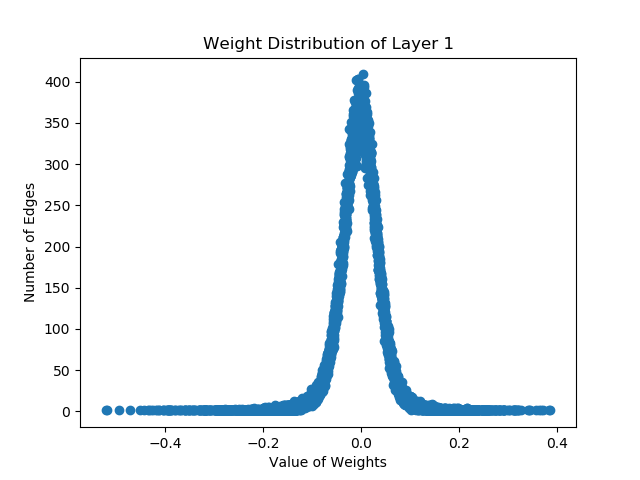 Weight Distribution of Layer 1
400
350
300
250
200
150
100
50
0
Number of Edges
−0.4 −0.2 0.0 0.2 0.4
Value of Weights